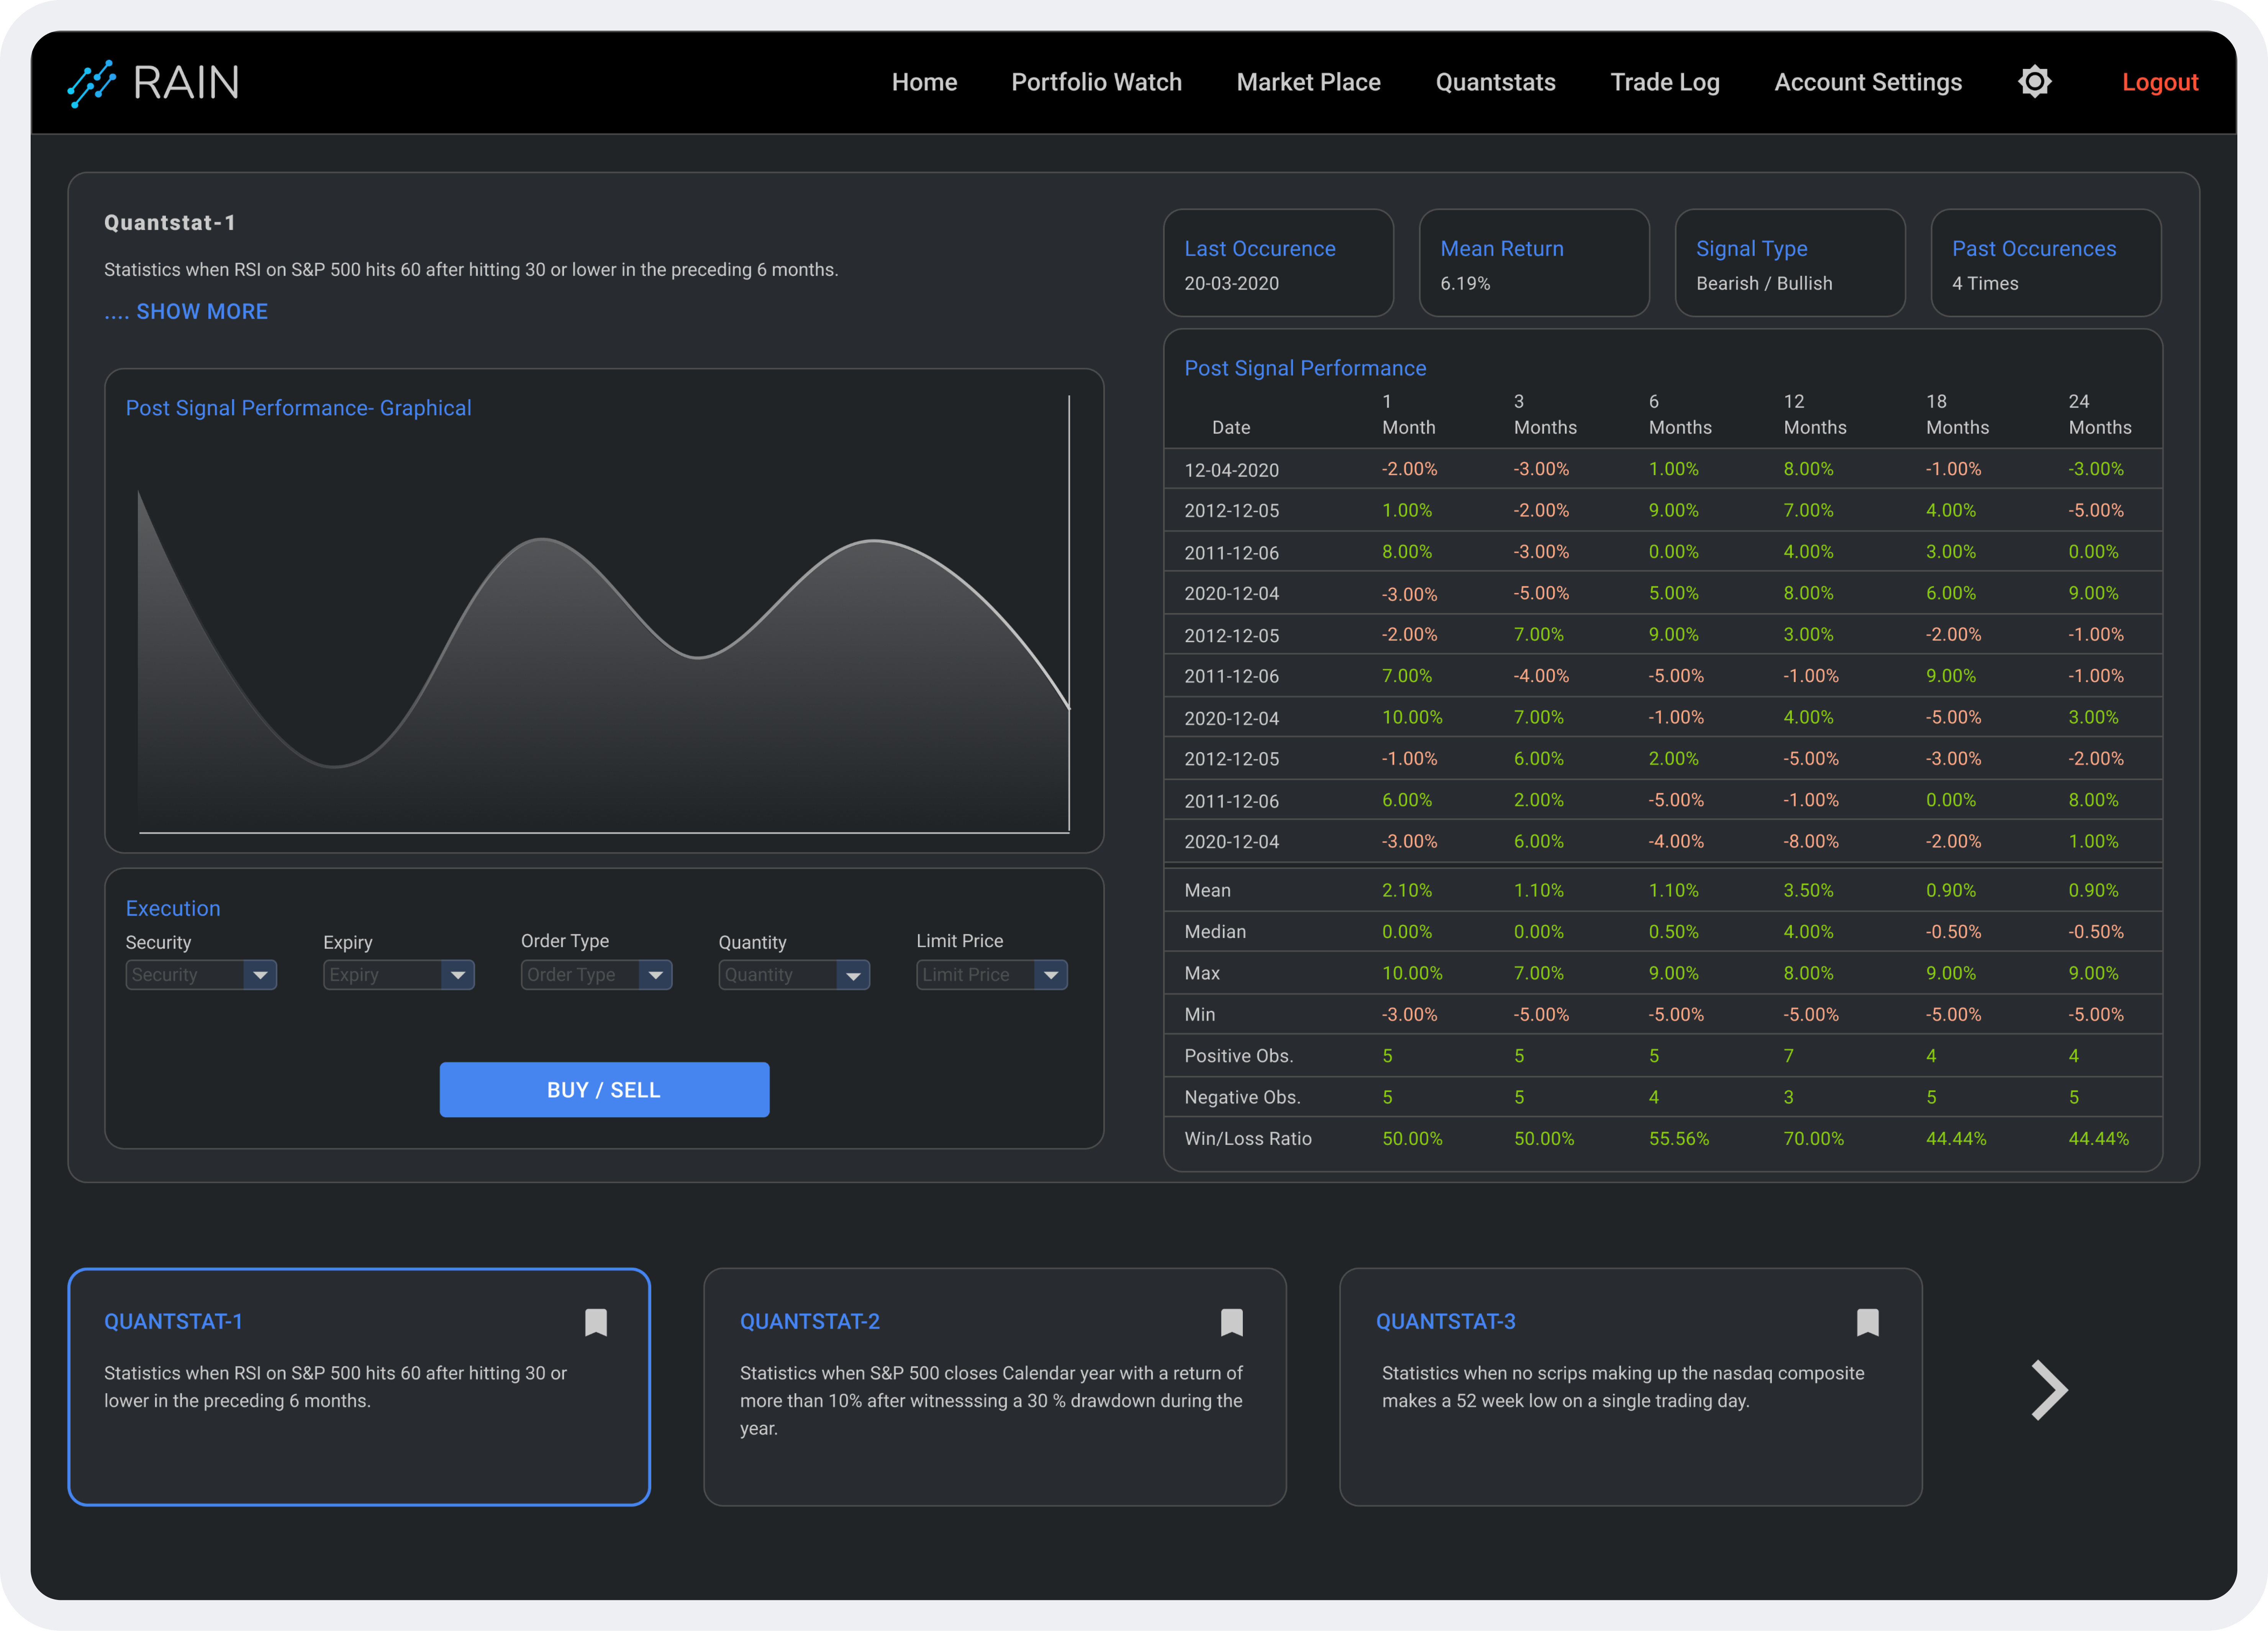 RAIN
Home Portfolio Watch Market Place Quantstats Trade Log Account Settings Logout
Quantstat-1
Statistics when RSI on S&P 500 hits 60 after hitting 30 or lower in the preceding 6 months.
.... SHOW MORE
Post Signal Performance- Graphical
Execution
Security Expiry Order Type Quantity Limit Price
Security Expiry Order Type Quantity Limit Price
BUY / SELL
Last Occurence
20-03-2020
Mean Return
6.19%
Signal Type
Bearish / Bullish
Past Occurences
4 Times
Post Signal Performance
1 3 6 12 18 24
Date Month Months Months Months Months Months
12-04-2020 -2.00% -3.00% 1.00% 8.00% -1.00% -3.00%
2012-12-05 1.00% -2.00% 9.00% 7.00% 4.00% -5.00%
2011-12-06 8.00% -3.00% 0.00% 4.00% 3.00% 0.00%
2020-12-04 -3.00% -5.00% 5.00% 8.00% 6.00% 9.00%
2012-12-05 -2.00% 7.00% 9.00% 3.00% -2.00% -1.00%
2011-12-06 7.00% -4.00% -5.00% -1.00% 9.00% -1.00%
2020-12-04 10.00% 7.00% -1.00% 4.00% -5.00% 3.00%
2012-12-05 -1.00% 6.00% 2.00% -5.00% -3.00% -2.00%
2011-12-06 6.00% 2.00% -5.00% -1.00% 0.00% 8.00%
2020-12-04 -3.00% 6.00% -4.00% -8.00% -2.00% 1.00%
Mean 2.10% 1.10% 1.10% 3.50% 0.90% 0.90%
Median 0.00% 0.00% 0.50% 4.00% -0.50% -0.50%
Max 10.00% 7.00% 9.00% 8.00% 9.00% 9.00%
Min -3.00% -5.00% -5.00% -5.00% -5.00% -5.00%
Positive Obs. 5 5 5 7 4 4
Negative Obs. 5 5 4 3 5 5
Win/Loss Ratio 50.00% 50.00% 55.56% 70.00% 44.44% 44.44%
QUANTSTAT-1
Statistics when RSI on S&P 500 hits 60 after hitting 30 or
lower in the preceding 6 months.
QUANTSTAT-2
Statistics when S&P 500 closes Calendar year with a return of
more than 10% after witnesssing a 30 % drawdown during the
year.
QUANTSTAT-3
Statistics when no scrips making up the nasdaq composite
makes a 52 week low on a single trading day.